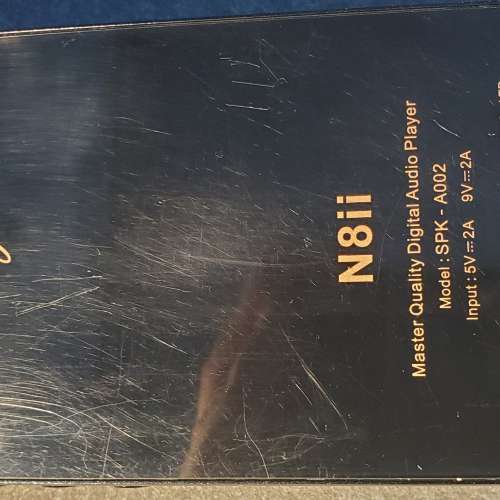 N8ii
Master Quality Digital Audio Player
Model : SPK - A002
Input : 5V⎓2A 9V⎓2A